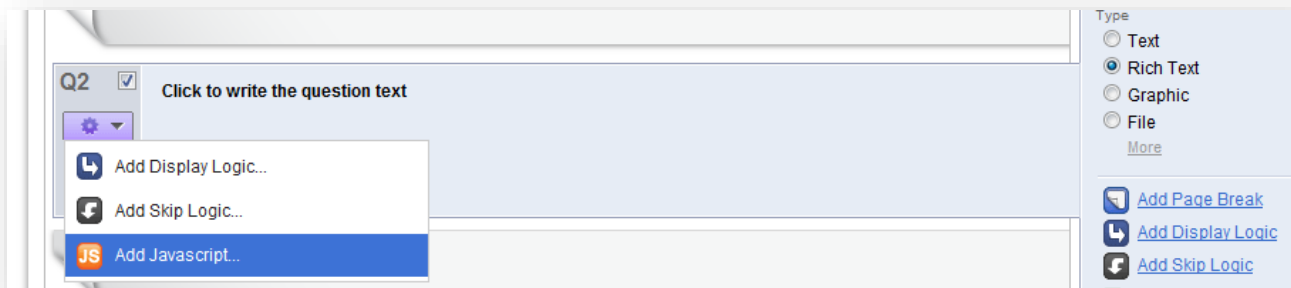 Q2
Click to write the question text
Add Display Logic...
Add Skip Logic...
JS
Add Javascript...
Type
Text
Rich Text
Graphic
File
More
Add Page Break
Add Display Logic
Add Skip Logic